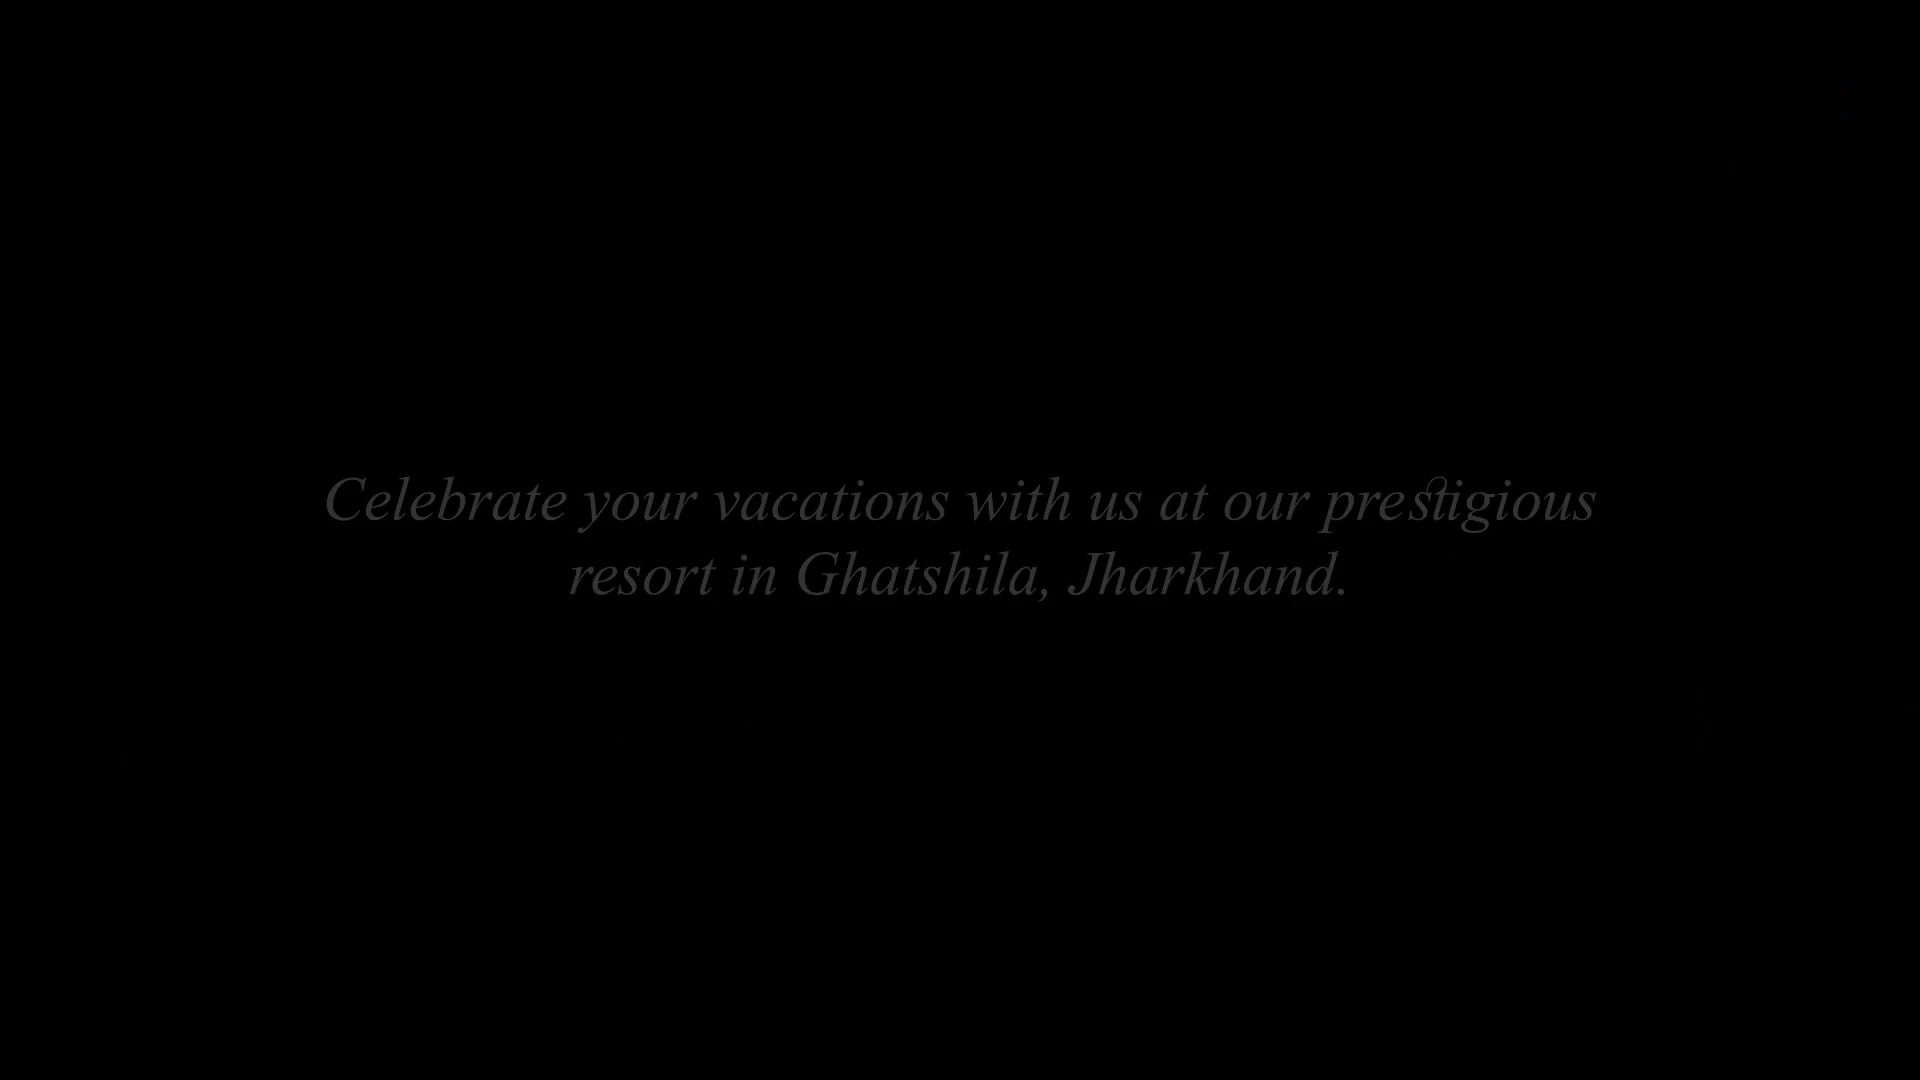 Celebrate your vacations with us at our prestigious
resort in Ghatshila, Jharkhand.